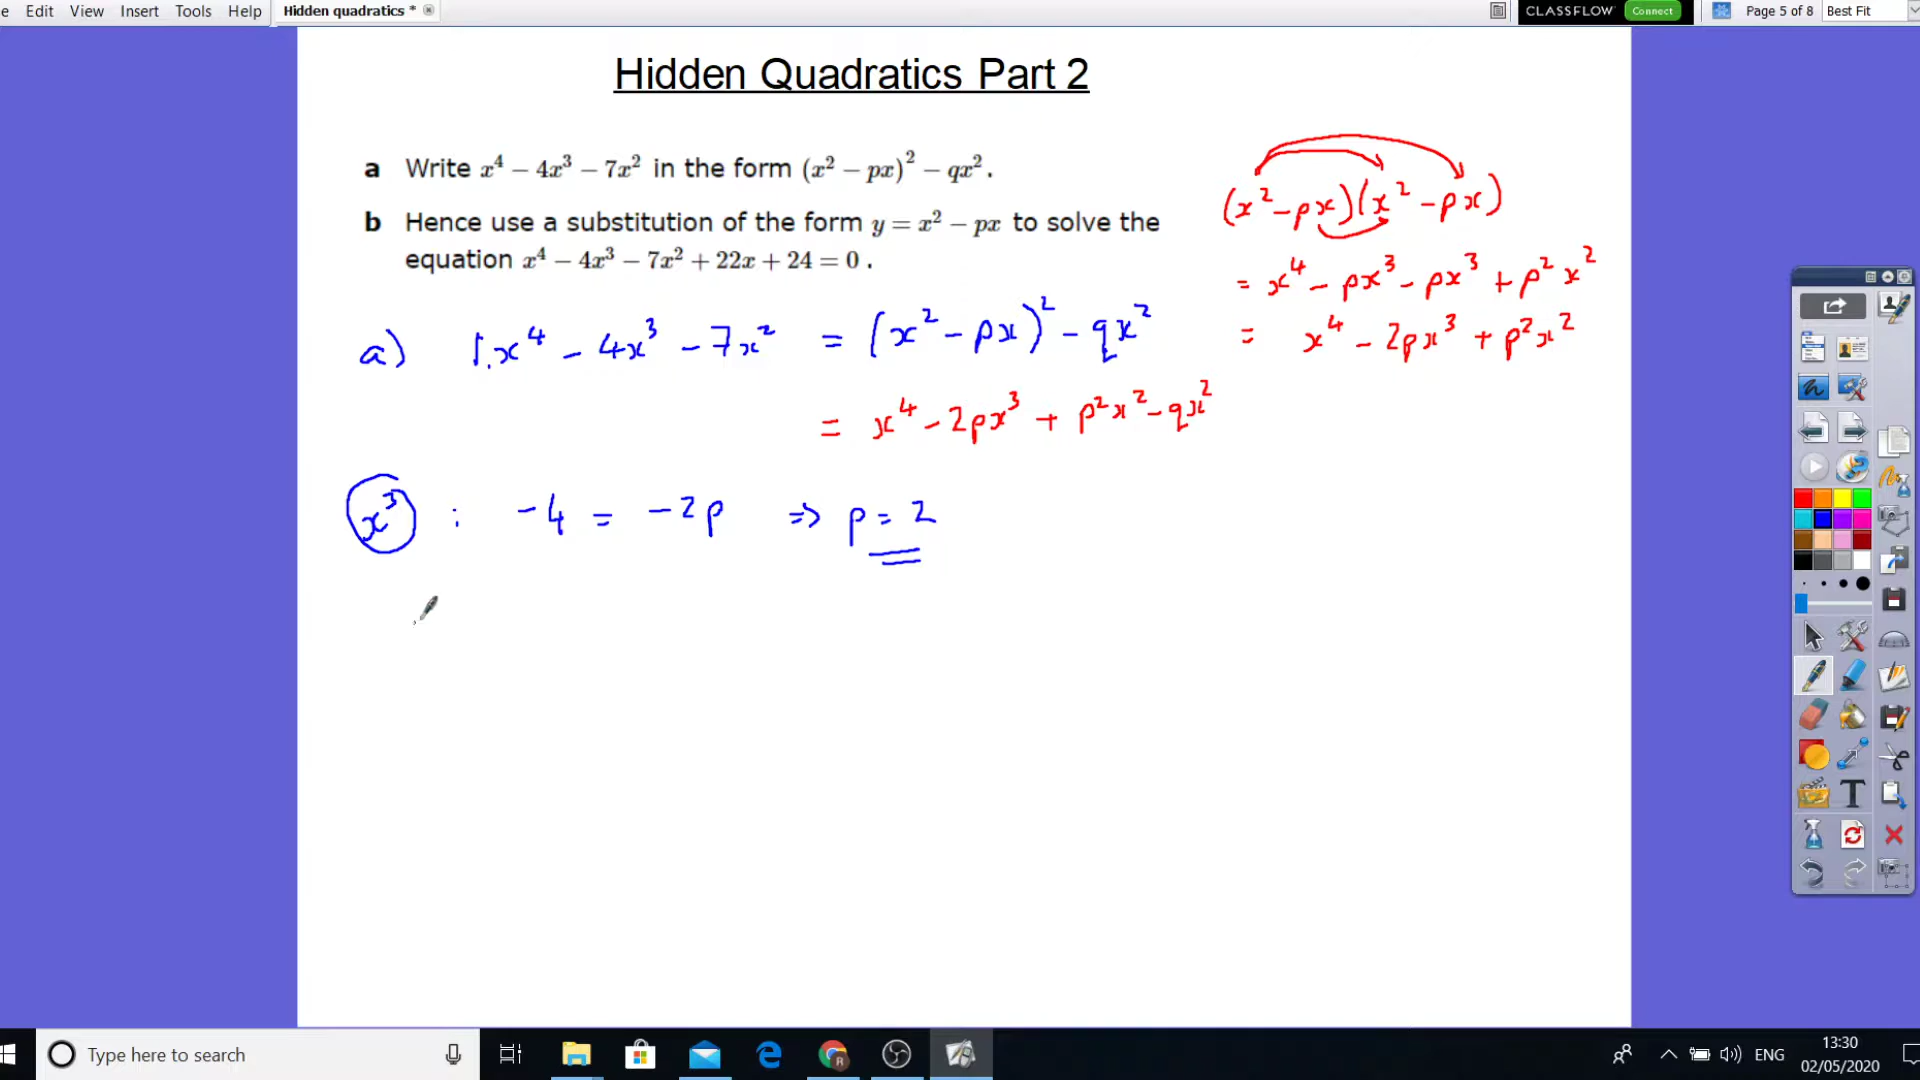 e Edit View Insert Tools Help Hidden quadratics * CLASSFLOW Connect Page 5 of 8 Best Fit
Hidden Quadratics Part 2
a Write x⁴ − 4x³ − 7x² in the form (x² − px)² − qx².
b Hence use a substitution of the form y = x² − px to solve the
equation x⁴ − 4x³ − 7x² + 22x + 24 = 0 .
(x² − px)(x² − px)
= x⁴ − px³ − px³ + p² x²
= x⁴ − 2px³ + p²x²
a) 1.x⁴ − 4x³ − 7x² = (x² − px)² − qx²
= x⁴ − 2px³ + p²x² − qx²
x³ : −4 = −2p ⇒ p = 2
T
Type here to search
R
ENG
13:30
02/05/2020